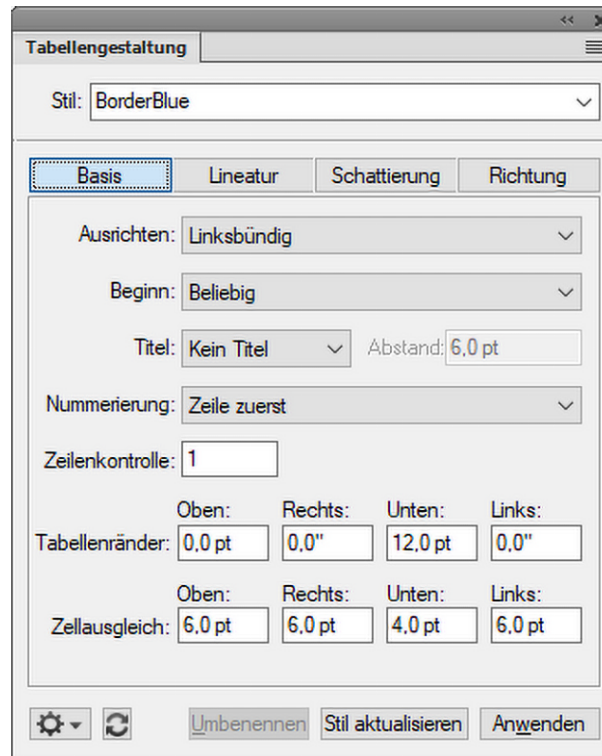 Tabellengestaltung
Stil: BorderBlue
Basis Lineatur Schattierung Richtung
Ausrichten: Linksbündig
Beginn: Beliebig
Titel: Kein Titel Abstand: 6,0 pt
Nummerierung: Zeile zuerst
Zeilenkontrolle: 1
Oben: Rechts: Unten: Links:
Tabellenränder: 0,0 pt 0,0" 12,0 pt 0,0"
Oben: Rechts: Unten: Links:
Zellausgleich: 6,0 pt 6,0 pt 4,0 pt 6,0 pt
Umbenennen Stil aktualisieren Anwenden